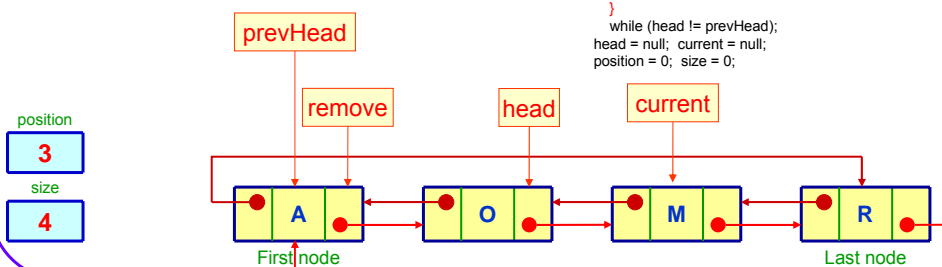 }
while (head != prevHead);
head = null;  current = null;
position = 0;  size = 0;
prevHead
remove
head
current
position
3
size
4
A
O
M
R
First node
Last node